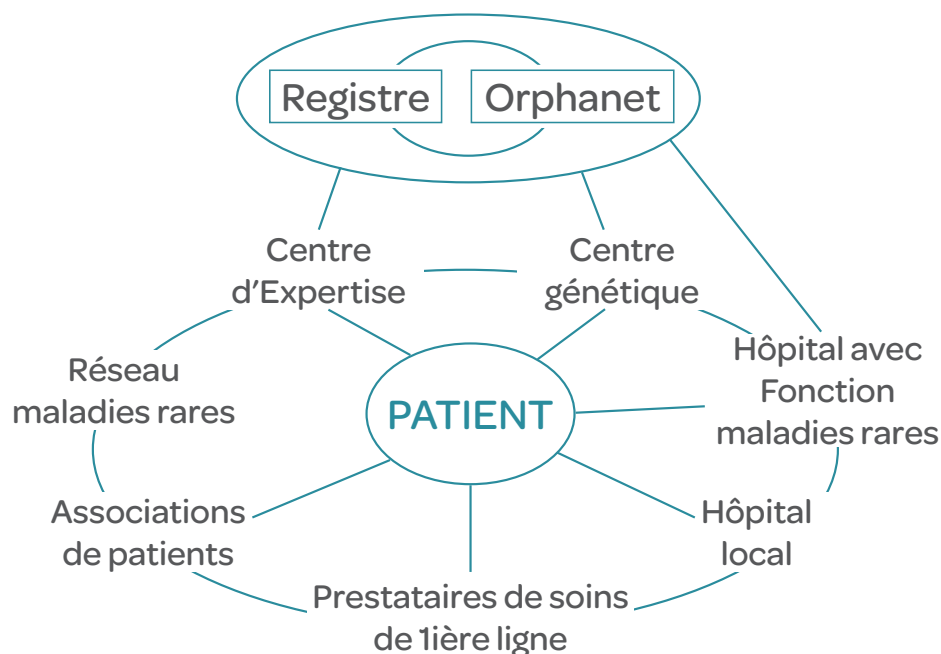 Registre
Orphanet
Centre
d'Expertise
Centre
génétique
Réseau
maladies rares
PATIENT
Hôpital avec
Fonction
maladies rares
Associations
de patients
Hôpital
local
Prestataires de soins
de 1ière ligne